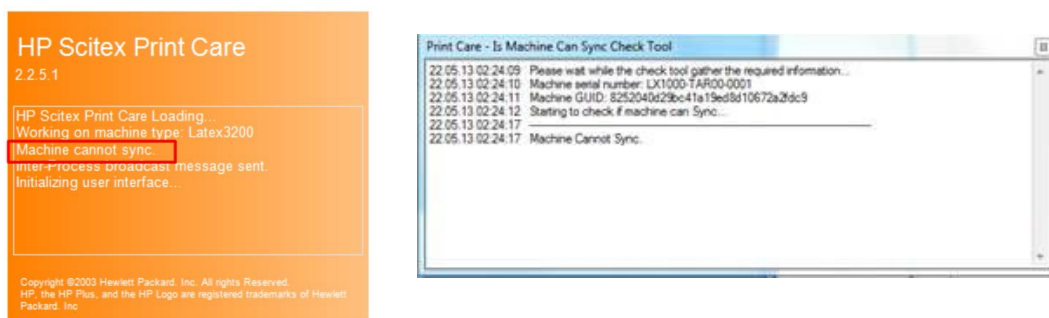 HP Scitex Print Care
2.2.5.1
HP Scitex Print Care Loading...
Working on machine type: Latex3200
Machine cannot sync.
Inter-Process broadcast message sent.
Initializing user interface...
Copyright ©2003 Hewlett Packard. Inc. All rights Reserved.
HP, the HP Plus, and the HP Logo are registered trademarks of Hewlett
Packard. Inc
Print Care - Is Machine Can Sync Check Tool
22.05.13 02:24:09 Please wait while the check tool gather the required information...
22.05.13 02:24:10 Machine serial number: LX1000-TAR00-0001
22.05.13 02:24:11 Machine GUID: 8252040d29bc41a19ed8d10672a2fdc9
22.05.13 02:24:12 Starting to check if machine can Sync...
22.05.13 02:24:17
22.05.13 02:24:17 Machine Cannot Sync.